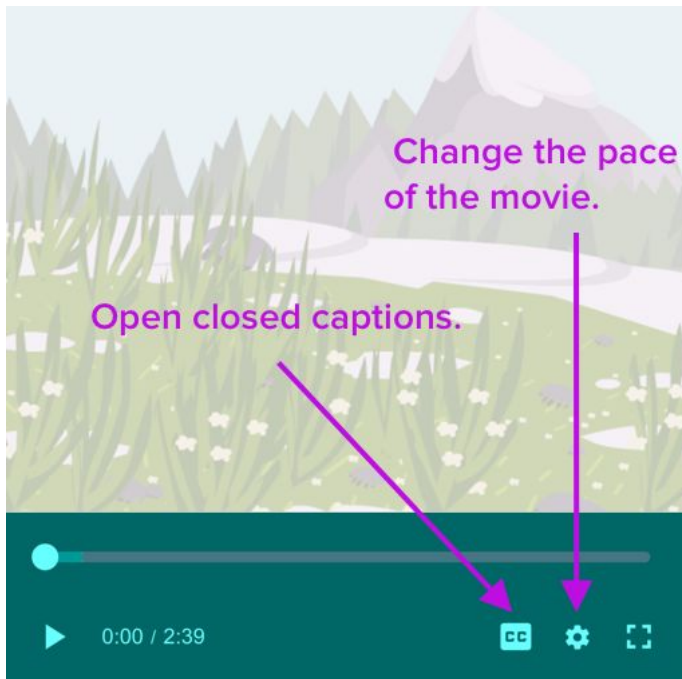 Change the pace
of the movie.
Open closed captions.
0:00 / 2:39
CC